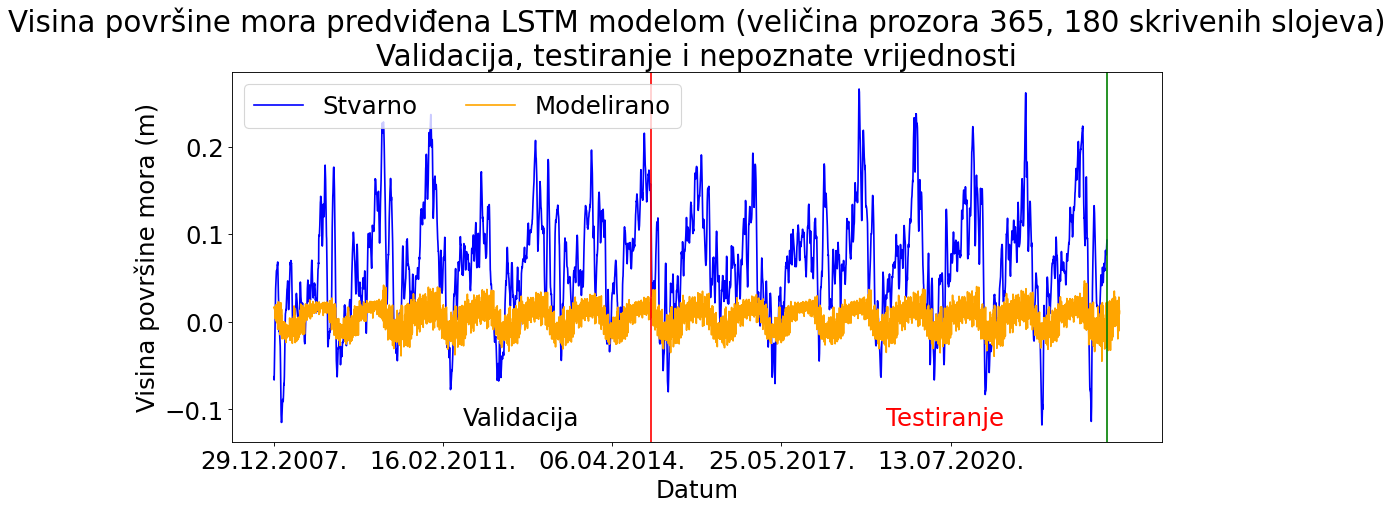 Visina površine mora predviđena LSTM modelom (veličina prozora 365, 180 skrivenih slojeva)
Validacija, testiranje i nepoznate vrijednosti
Stvarno
Modelirano
Visina površine mora (m)
0.2
0.1
0.0
−0.1
Validacija
Testiranje
29.12.2007.
16.02.2011.
06.04.2014.
25.05.2017.
13.07.2020.
Datum